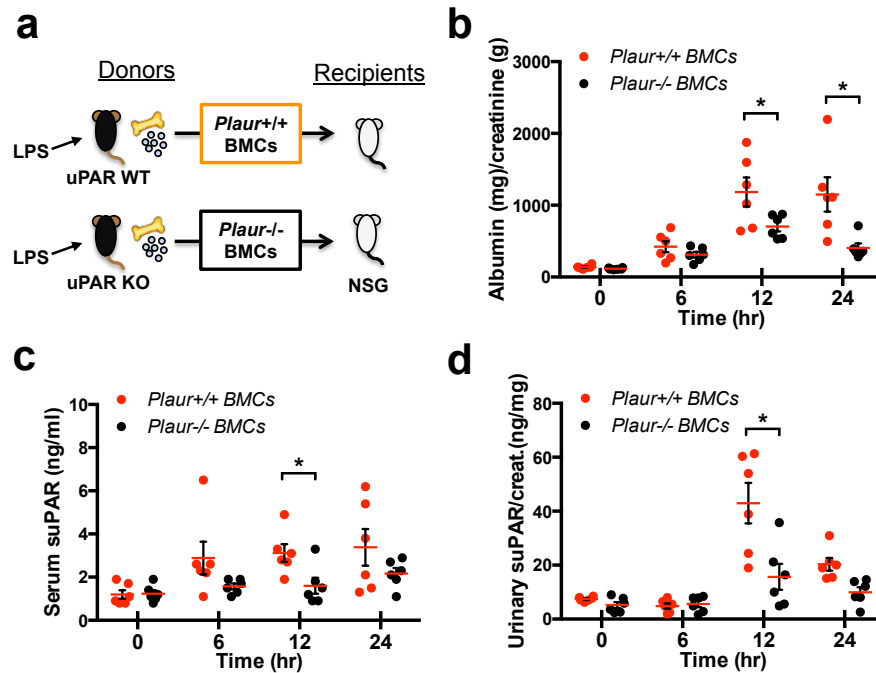 a
Donors
Recipients
LPS
uPAR WT
Plaur+/+
BMCs
LPS
uPAR KO
Plaur-/-
BMCs
NSG
b
Plaur+/+ BMCs
Plaur-/- BMCs
Albumin (mg)/creatinine (g)
3000
2000
1000
0
*
*
0 6 12 24
Time (hr)
c
Plaur+/+ BMCs
Plaur-/- BMCs
Serum suPAR (ng/ml)
10
8
6
4
2
0
*
0 6 12 24
Time (hr)
d
Plaur+/+ BMCs
Plaur-/- BMCs
Urinary suPAR/creat.(ng/mg)
80
60
40
20
0
*
0 6 12 24
Time (hr)